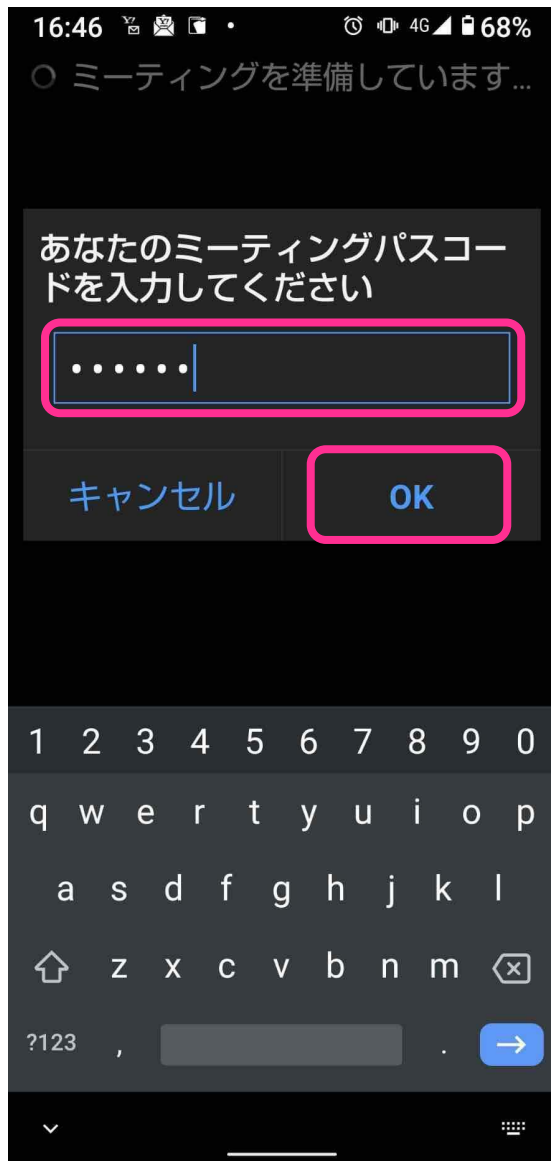 16:46 4G 68%
ミーティングを準備しています...
あなたのミーティングパスコー
ドを入力してください
••••••
キャンセル OK
1 2 3 4 5 6 7 8 9 0
q w e r t y u i o p
a s d f g h j k l
z x c v b n m
?123 , .